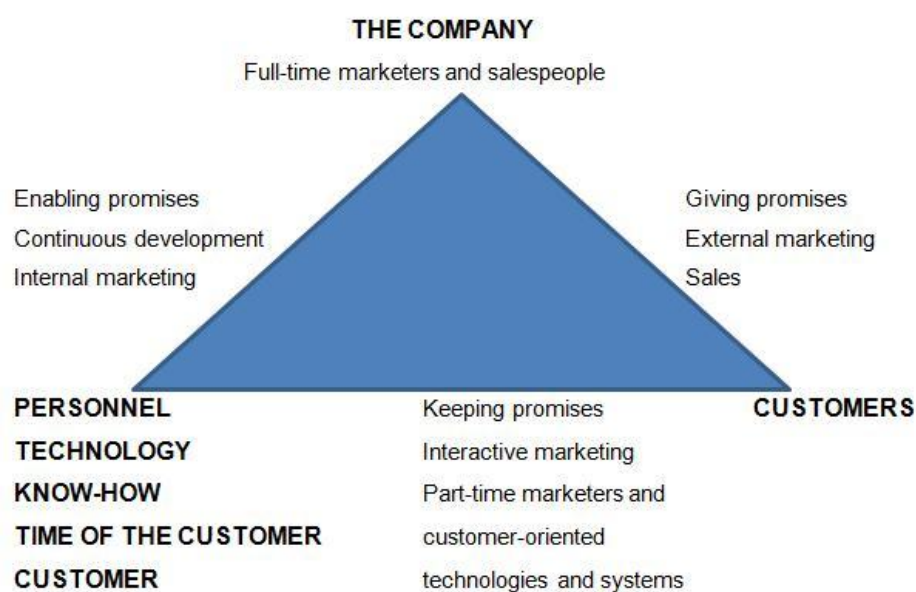 THE COMPANY
Full-time marketers and salespeople
Enabling promises
Continuous development
Internal marketing
Giving promises
External marketing
Sales
PERSONNEL
TECHNOLOGY
KNOW-HOW
TIME OF THE CUSTOMER
CUSTOMER
Keeping promises
Interactive marketing
Part-time marketers and
customer-oriented
technologies and systems
CUSTOMERS